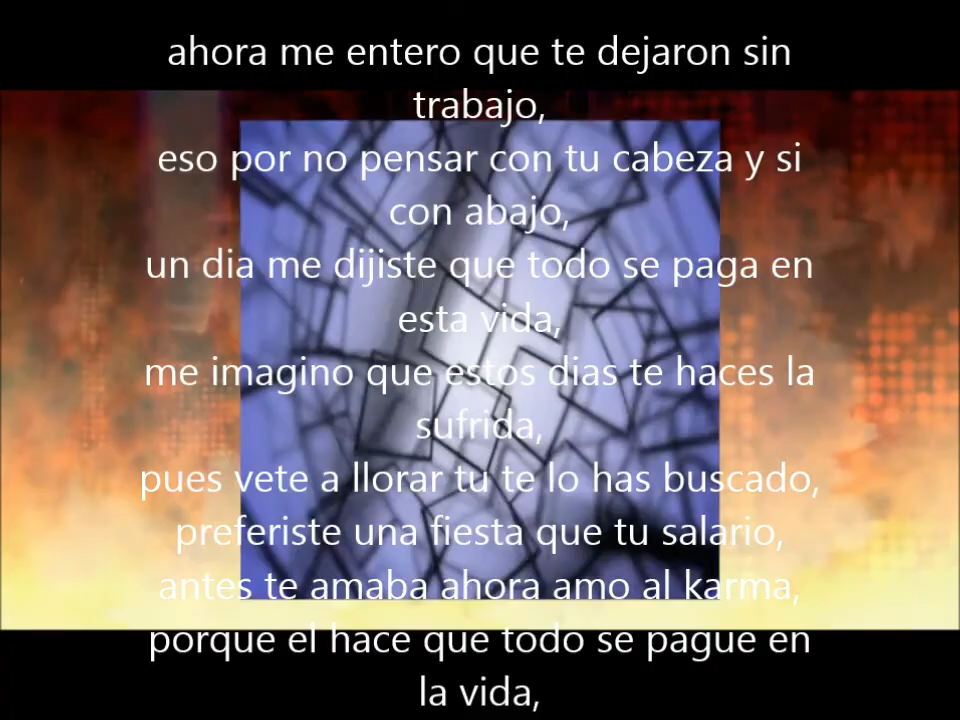 ahora me entero que te dejaron sin
trabajo,
eso por no pensar con tu cabeza y si
con abajo,
un dia me dijiste que todo se paga en
esta vida,
me imagino que estos dias te haces la
sufrida,
pues vete a llorar tu te lo has buscado,
preferiste una fiesta que tu salario,
antes te amaba ahora amo al karma,
porque el hace que todo se pague en
la vida,